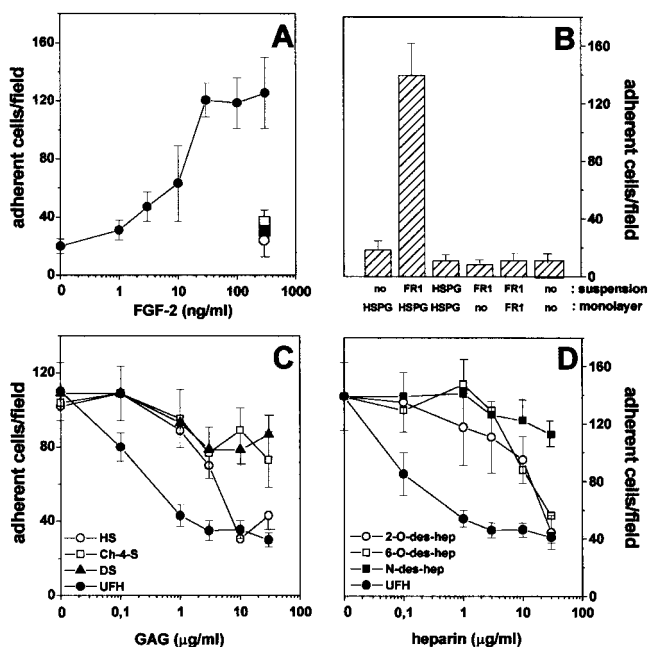 A
adherent cells/field
160
120
80
40
0
0
1
10
100
1000
FGF-2 (ng/ml)
B
adherent cells/field
160
120
80
40
0
no FR1 HSPG FR1 FR1 no : suspension
HSPG HSPG HSPG no FR1 no : monolayer
C
adherent cells/field
120
80
40
0
HS
Ch-4-S
DS
UFH
0
0,1
1
10
100
GAG (μg/ml)
D
adherent cells/field
160
120
80
40
0
2-O-des-hep
6-O-des-hep
N-des-hep
UFH
0
0,1
1
10
100
heparin (μg/ml)